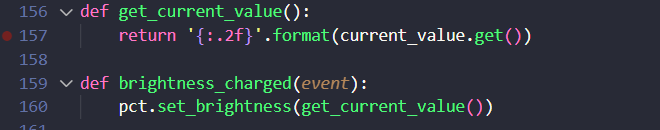 156 def get_current_value():
157     return '{:.2f}'.format(current_value.get())
158
159 def brightness_charged(event):
160     pct.set_brightness(get_current_value())
161